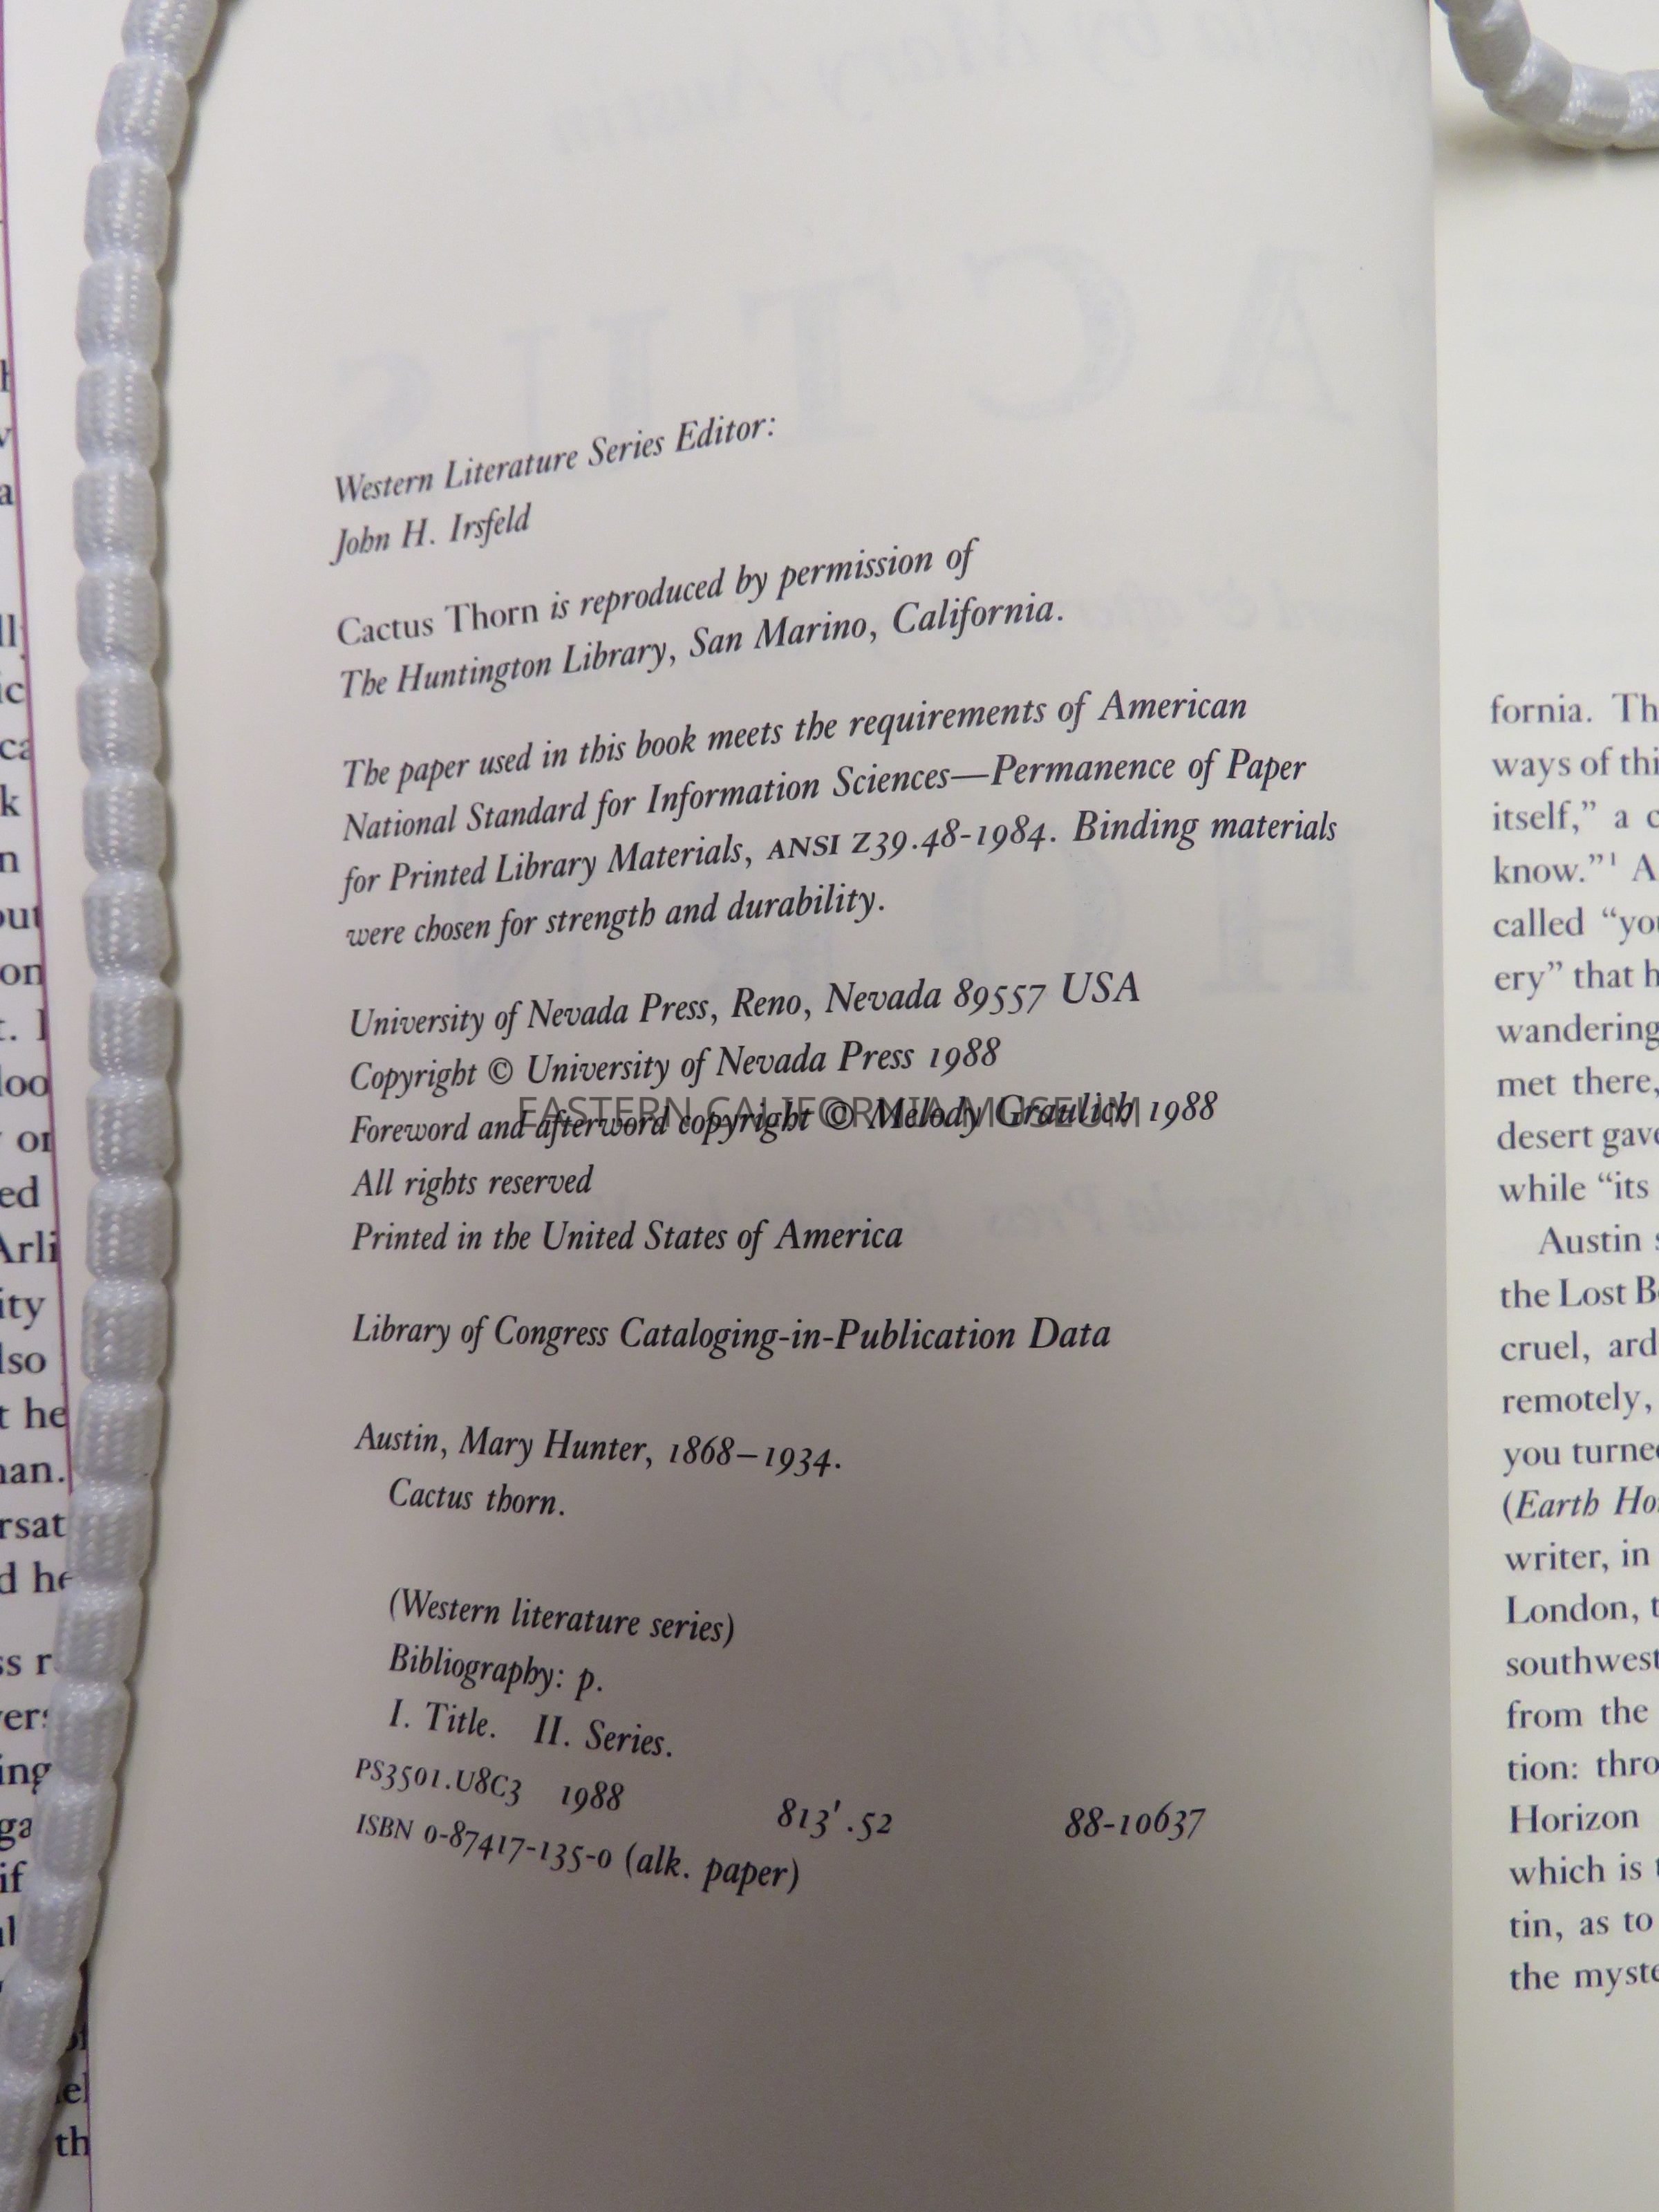 Western Literature Series Editor:
John H. Irsfeld
Cactus Thorn is reproduced by permission of
The Huntington Library, San Marino, California.
The paper used in this book meets the requirements of American
National Standard for Information Sciences—Permanence of Paper
for Printed Library Materials, ANSI Z39.48-1984. Binding materials
were chosen for strength and durability.
University of Nevada Press, Reno, Nevada 89557 USA
Copyright © University of Nevada Press 1988
Foreword and afterword copyright © Melody Graulich 1988
EASTERN CALIFORNIA MUSEUM
All rights reserved
Printed in the United States of America
Library of Congress Cataloging-in-Publication Data
Austin, Mary Hunter, 1868–1934.
Cactus thorn.
(Western literature series)
Bibliography: p.
I. Title. II. Series.
PS3501.U8C3 1988 813'.52 88-10637
ISBN 0-87417-135-0 (alk. paper)
fornia. Th
ways of thi
itself,” a c
know.”¹ A
called “you
ery” that h
wandering
met there,
desert gave
while “its
Austin s
the Lost Bo
cruel, ard
remotely,
you turned
(Earth Hor
writer, in
London, t
southwest
from the
tion: thro
Horizon
which is t
tin, as to
the myste